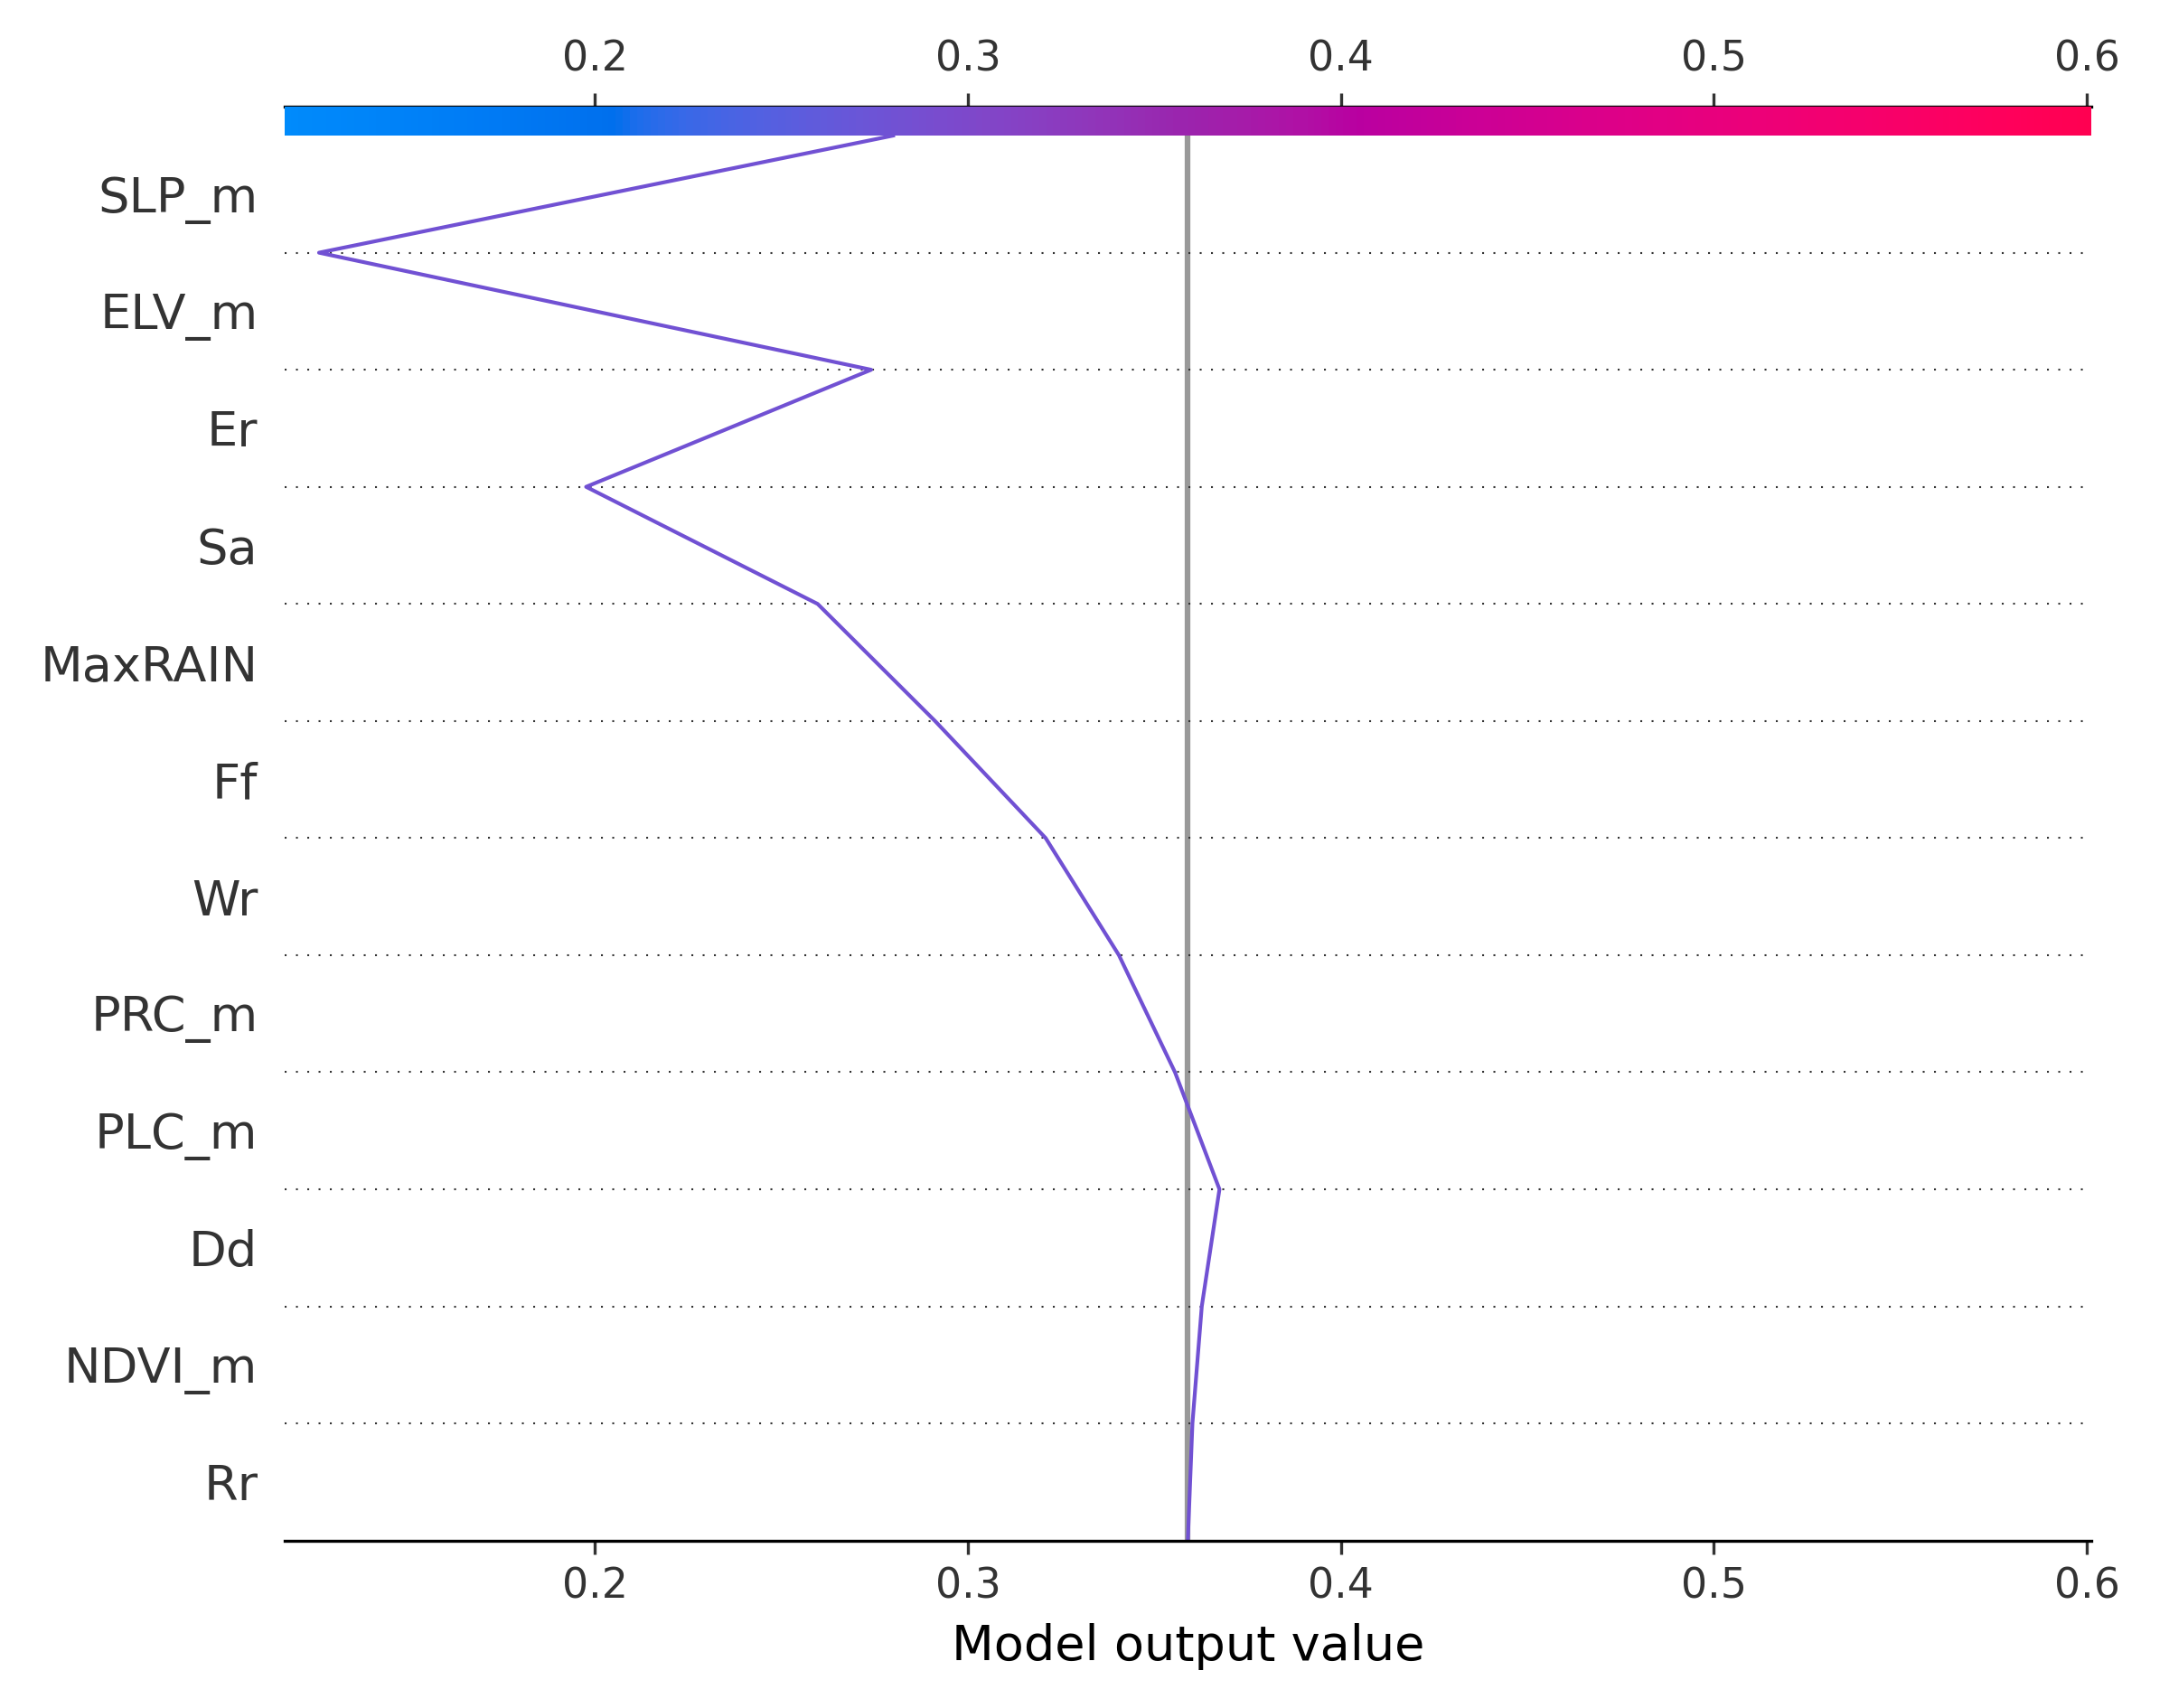 0.2 0.3 0.4 0.5 0.6
SLP_m
ELV_m
Er
Sa
MaxRAIN
Ff
Wr
PRC_m
PLC_m
Dd
NDVI_m
Rr
0.2 0.3 0.4 0.5 0.6
Model output value